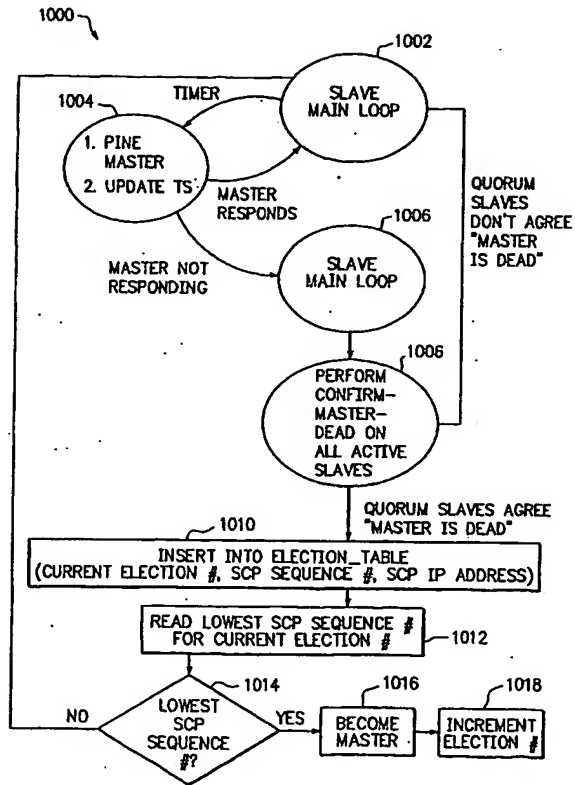 1000
1002
SLAVE
MAIN LOOP
TIMER
1004
1. PINE
MASTER
2. UPDATE TS
MASTER
RESPONDS
QUORUM
SLAVES
DON'T AGREE
"MASTER
IS DEAD"
MASTER NOT
RESPONDING
1006
SLAVE
MAIN LOOP
1006
PERFORM
CONFIRM-
MASTER-
DEAD ON
ALL ACTIVE
SLAVES
QUORUM SLAVES AGREE
"MASTER IS DEAD"
1010
INSERT INTO ELECTION_TABLE
(CURRENT ELECTION #, SCP SEQUENCE #, SCP IP ADDRESS)
READ LOWEST SCP SEQUENCE #
FOR CURRENT ELECTION #
1012
1014
LOWEST
SCP
SEQUENCE
#?
NO
YES
1016
BECOME
MASTER
1018
INCREMENT
ELECTION #